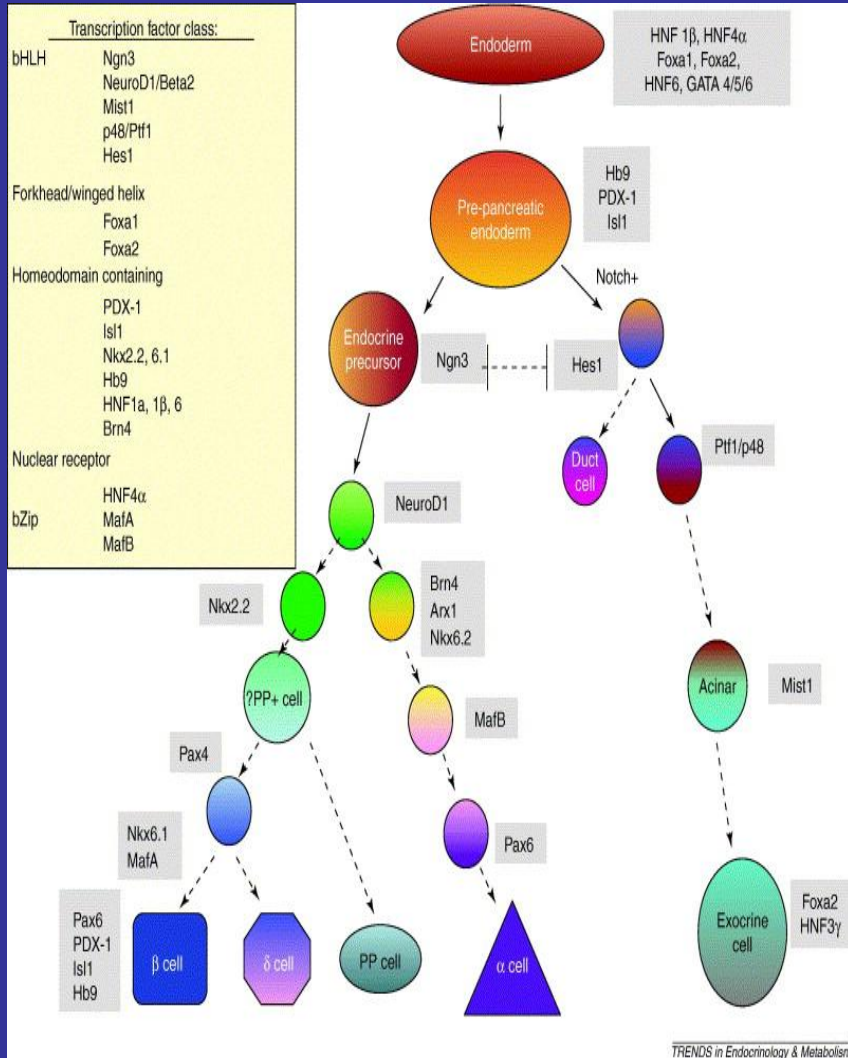 Transcription factor class:
bHLH Ngn3
NeuroD1/Beta2
Mist1
p48/Ptf1
Hes1
Forkhead/winged helix
Foxa1
Foxa2
Homeodomain containing
PDX-1
Isl1
Nkx2.2, 6.1
Hb9
HNF1a, 1β, 6
Brn4
Nuclear receptor
HNF4α
bZip MafA
MafB
Endoderm
HNF 1β, HNF4α
Foxa1, Foxa2,
HNF6, GATA 4/5/6
Pre-pancreatic
endoderm
Hb9
PDX-1
Isl1
Notch+
Endocrine
precursor
Ngn3
Hes1
Duct
cell
Ptf1/p48
NeuroD1
Nkx2.2
Brn4
Arx1
Nkx6.2
?PP+ cell
MafB
Acinar
Mist1
Pax4
Nkx6.1
MafA
Pax6
Pax6
PDX-1
Isl1
Hb9
β cell
δ cell
PP cell
α cell
Exocrine
cell
Foxa2
HNF3γ
TRENDS in Endocrinology & Metabolism